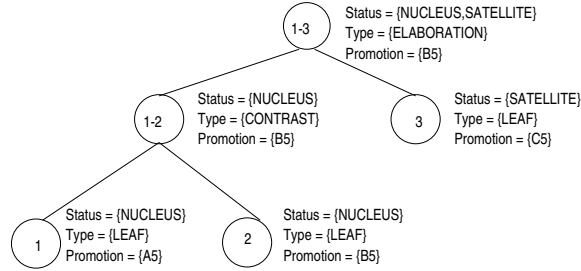 1-3
Status = {NUCLEUS,SATELLITE}
Type = {ELABORATION}
Promotion = {B5}
1-2
Status = {NUCLEUS}
Type = {CONTRAST}
Promotion = {B5}
3
Status = {SATELLITE}
Type = {LEAF}
Promotion = {C5}
1
Status = {NUCLEUS}
Type = {LEAF}
Promotion = {A5}
2
Status = {NUCLEUS}
Type = {LEAF}
Promotion = {B5}